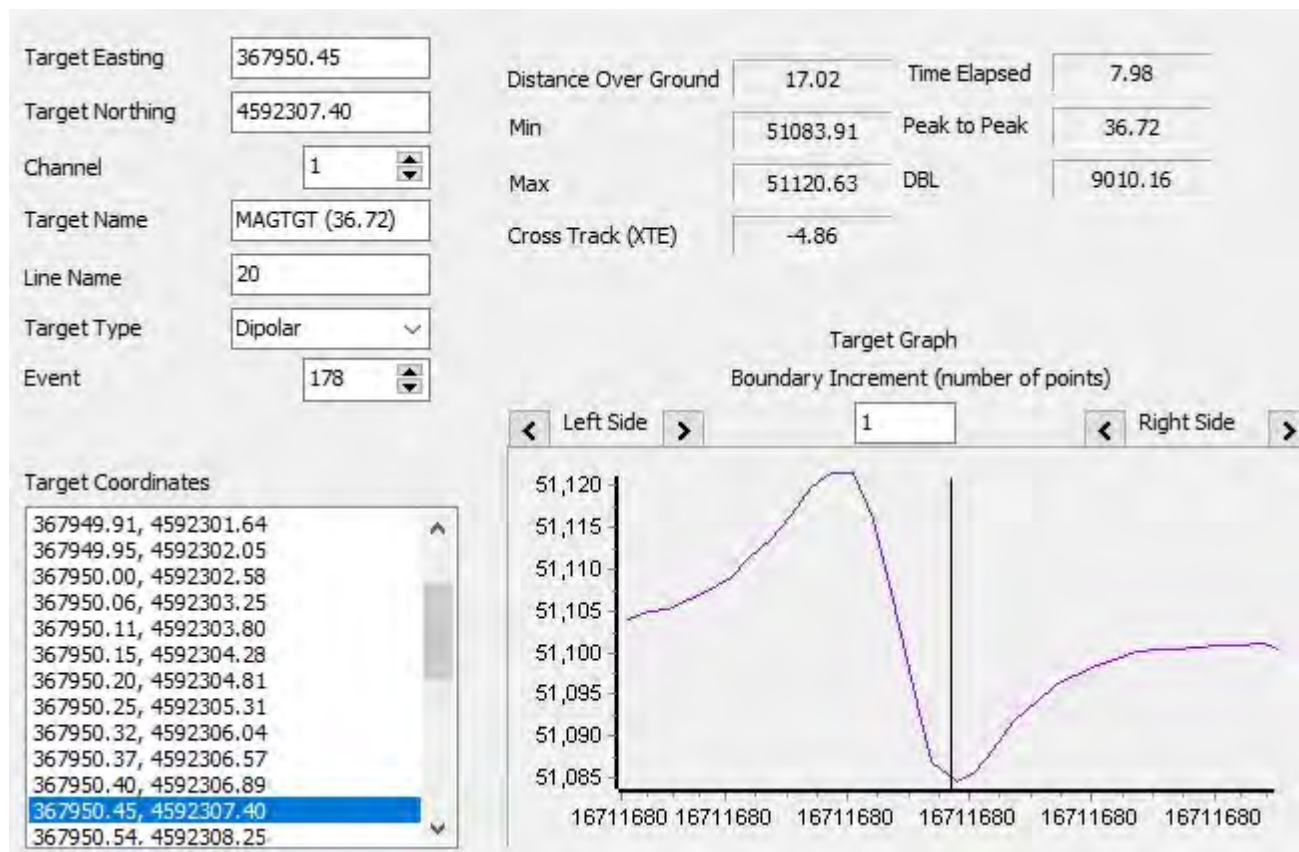 Target Easting 367950.45
Target Northing 4592307.40
Channel 1
Target Name MAGTGT (36.72)
Line Name 20
Target Type Dipolar
Event 178
Distance Over Ground 17.02 Time Elapsed 7.98
Min 51083.91 Peak to Peak 36.72
Max 51120.63 DBL 9010.16
Cross Track (XTE) -4.86
Target Coordinates
367949.91, 4592301.64
367949.95, 4592302.05
367950.00, 4592302.58
367950.06, 4592303.25
367950.11, 4592303.80
367950.15, 4592304.28
367950.20, 4592304.81
367950.25, 4592305.31
367950.32, 4592306.04
367950.37, 4592306.57
367950.40, 4592306.89
367950.45, 4592307.40
367950.54, 4592308.25
Target Graph
Boundary Increment (number of points)
< Left Side > 1 < Right Side >
51,120
51,115
51,110
51,105
51,100
51,095
51,090
51,085
16711680 16711680 16711680 16711680 16711680 16711680